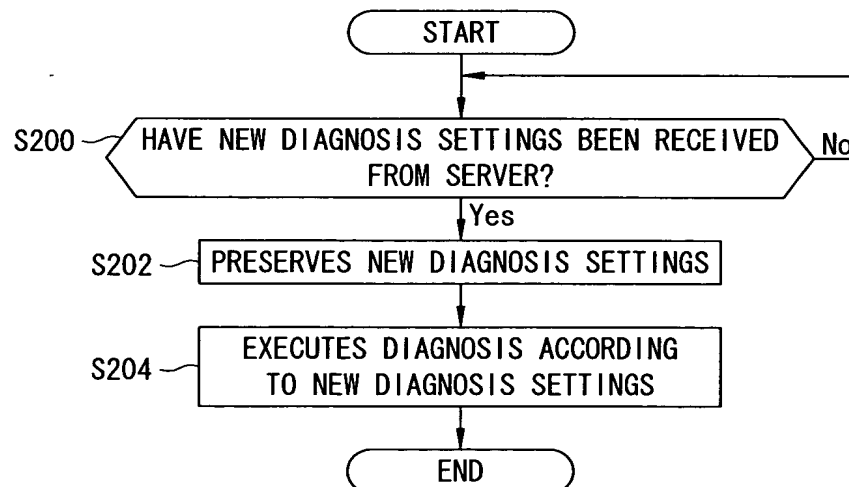 START
S200
HAVE NEW DIAGNOSIS SETTINGS BEEN RECEIVED
FROM SERVER?
No
Yes
S202
PRESERVES NEW DIAGNOSIS SETTINGS
S204
EXECUTES DIAGNOSIS ACCORDING
TO NEW DIAGNOSIS SETTINGS
END